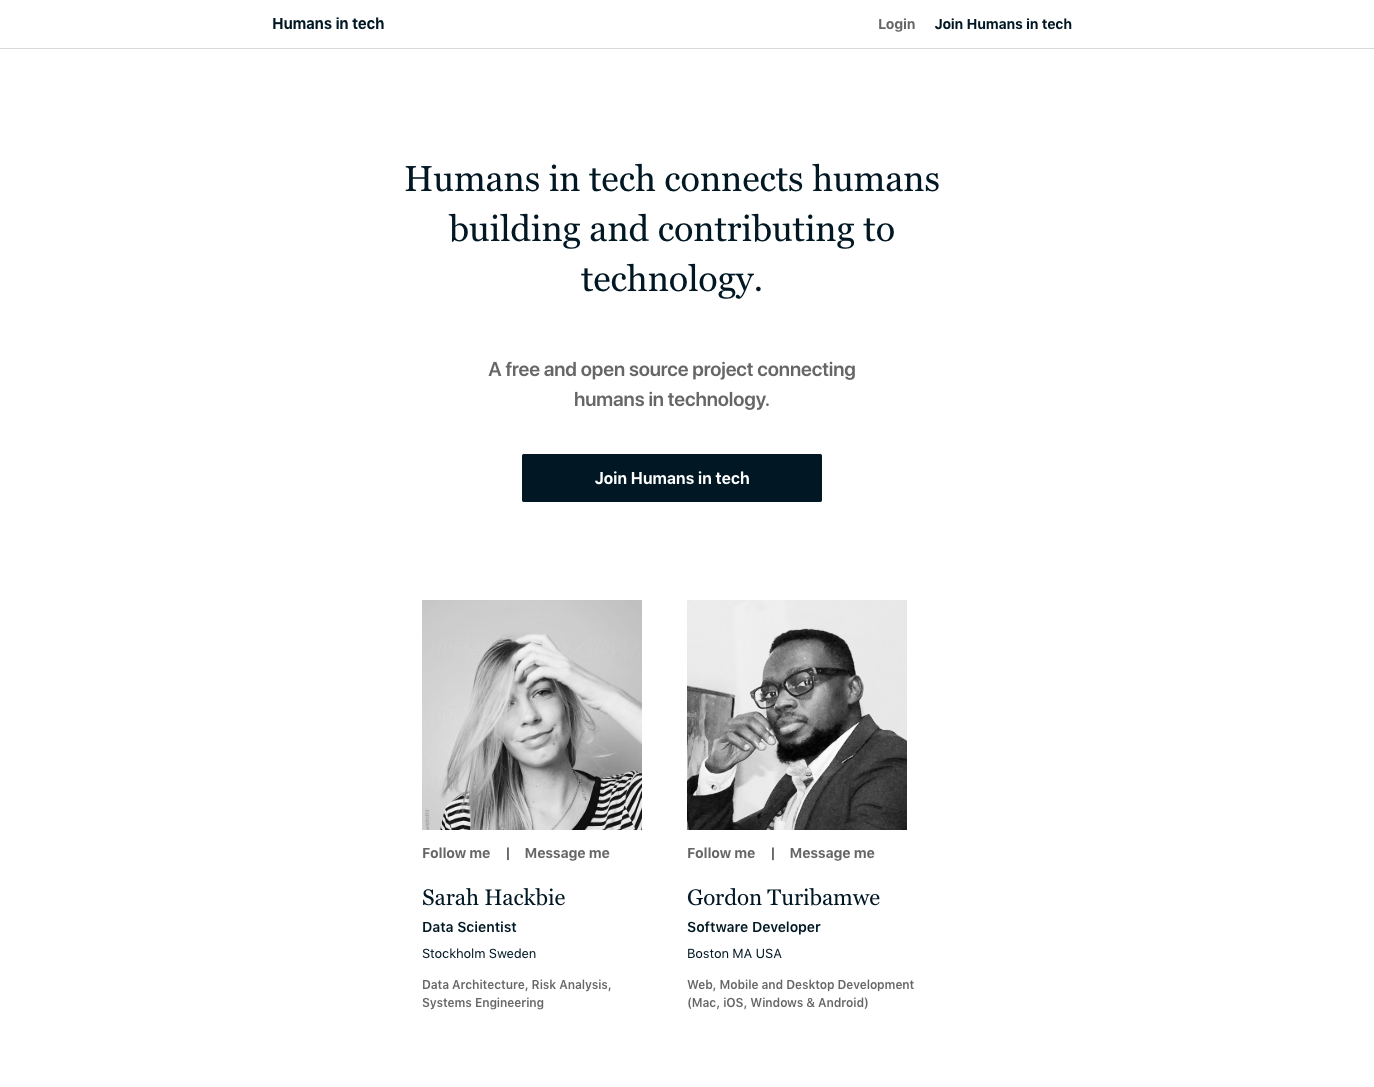 Humans in tech
Login
Join Humans in tech
Humans in tech connects humans
building and contributing to
technology.
A free and open source project connecting
humans in technology.
Join Humans in tech
Follow me | Message me
Sarah Hackbie
Data Scientist
Stockholm Sweden
Data Architecture, Risk Analysis,
Systems Engineering
Follow me | Message me
Gordon Turibamwe
Software Developer
Boston MA USA
Web, Mobile and Desktop Development
(Mac, iOS, Windows & Android)